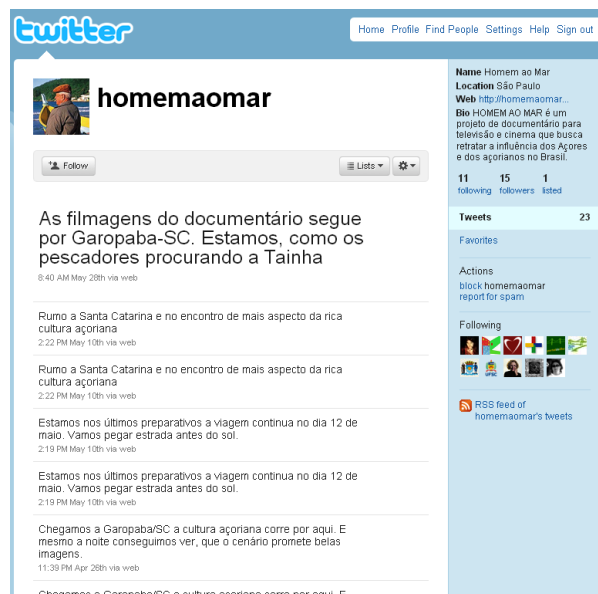 twitter
Home Profile Find People Settings Help Sign out
homemaomar
Follow
Lists
As filmagens do documentário segue
por Garopaba-SC. Estamos, como os
pescadores procurando a Tainha
8:40 AM May 28th via web
Rumo a Santa Catarina e no encontro de mais aspecto da rica
cultura açoriana
2:22 PM May 10th via web
Rumo a Santa Catarina e no encontro de mais aspecto da rica
cultura açoriana
2:22 PM May 10th via web
Estamos nos últimos preparativos a viagem continua no dia 12 de
maio. Vamos pegar estrada antes do sol.
2:19 PM May 10th via web
Estamos nos últimos preparativos a viagem continua no dia 12 de
maio. Vamos pegar estrada antes do sol.
2:19 PM May 10th via web
Chegamos a Garopaba/SC a cultura açoriana corre por aqui. E
mesmo a noite conseguimos ver, que o cenário promete belas
imagens.
11:39 PM Apr 26th via web
Chegamos a Garopaba/SC a cultura açoriana corre por aqui. E
Name Homem ao Mar
Location São Paulo
Web http://homemaomar...
Bio HOMEM AO MAR é um
projeto de documentário para
televisão e cinema que busca
retratar a influência dos Açores
e dos açorianos no Brasil.
11 15 1
following followers listed
Tweets 23
Favorites
Actions
block homemaomar
report for spam
Following
RSS feed of
homemaomar's tweets